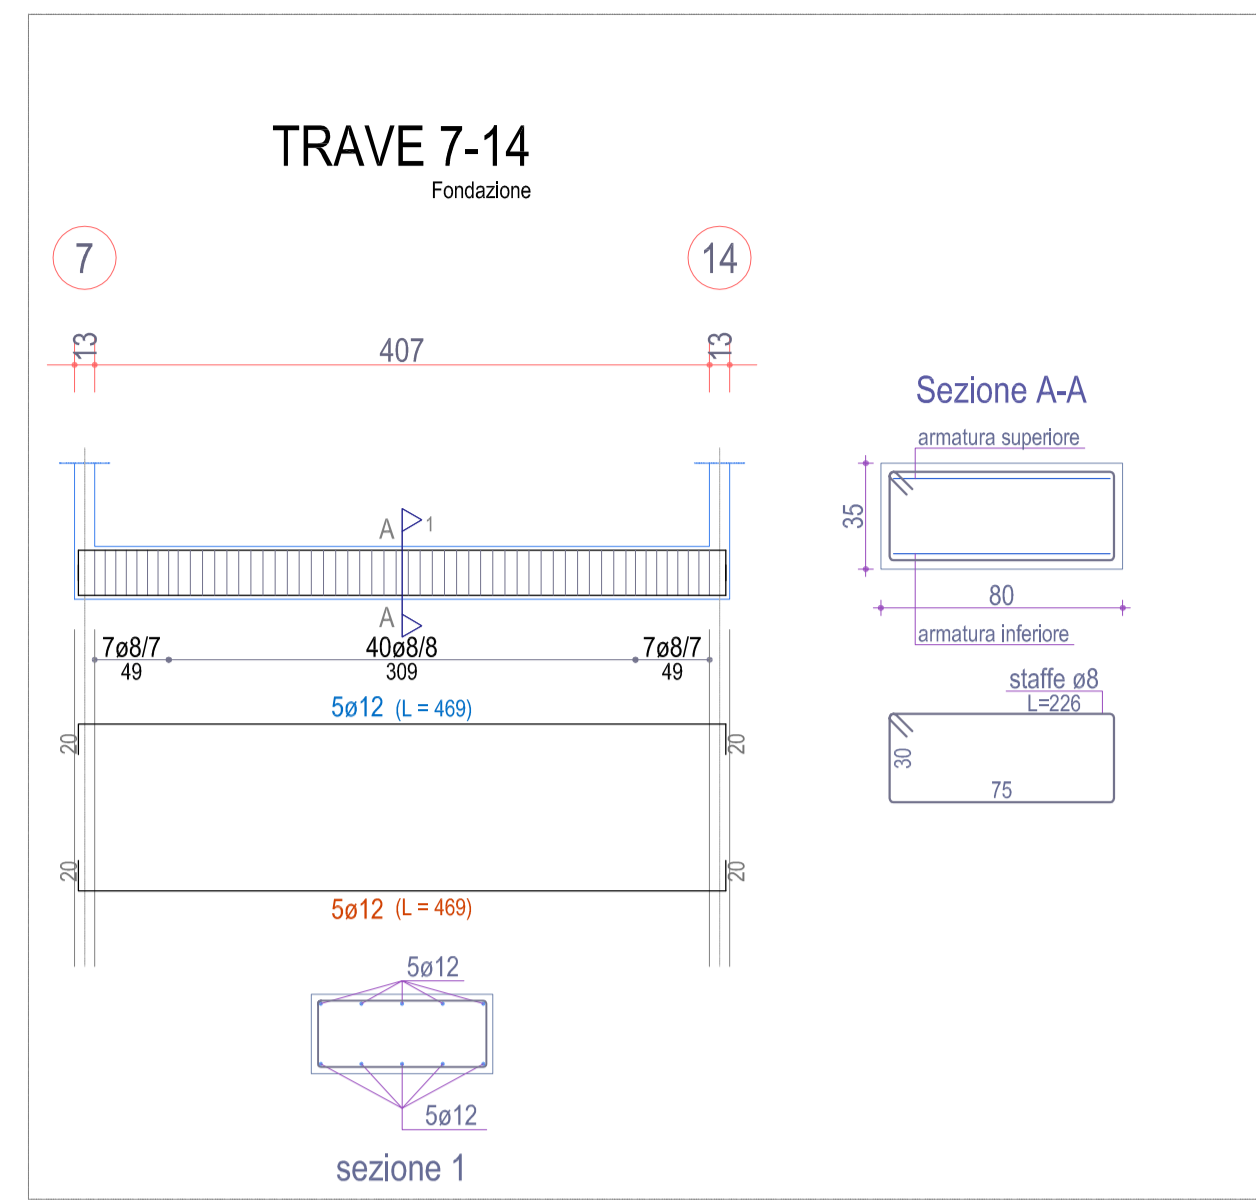 TRAVE 7-14
Fondazione
7
14
13
407
13
Sezione A-A
armatura superiore
35
80
armatura inferiore
A
1
A
7ø8/7
40ø8/8
7ø8/7
49
309
49
staffe ø8
L=226
30
75
5ø12 (L = 469)
20
20
20
20
5ø12 (L = 469)
5ø12
5ø12
sezione 1